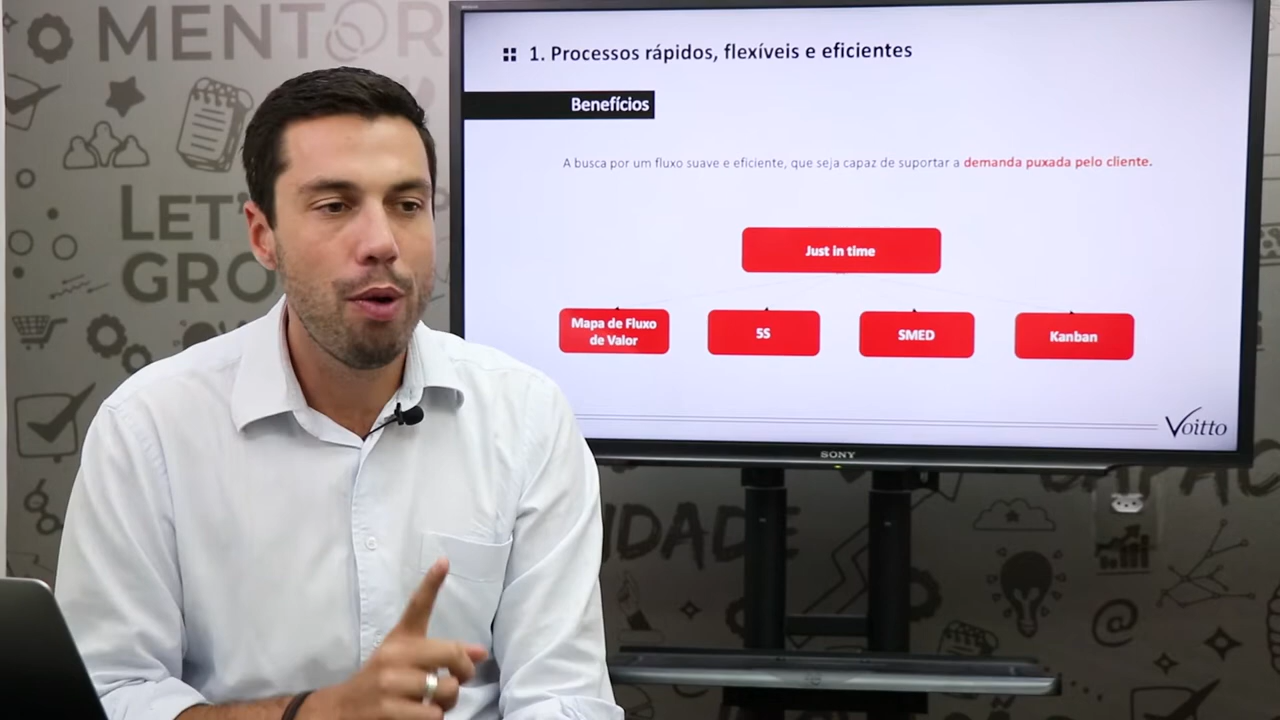 MENTOR
LET'
GRO
1. Processos rápidos, flexíveis e eficientes
Benefícios
A busca por um fluxo suave e eficiente, que seja capaz de suportar a demanda puxada pelo cliente.
Just in time
Mapa de Fluxo
de Valor
5S
SMED
Kanban
Voitto
SONY
IDADE